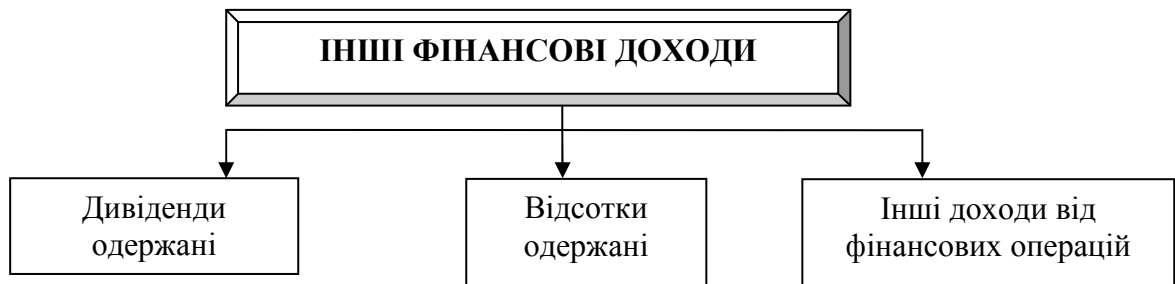 ІНШІ ФІНАНСОВІ ДОХОДИ
Дивіденди
одержані
Відсотки
одержані
Інші доходи від
фінансових операцій